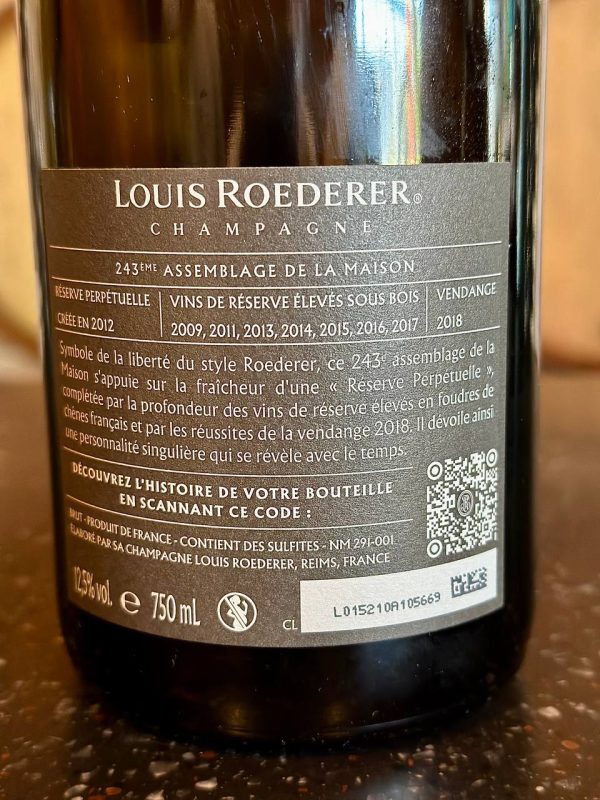 LOUIS ROEDERER®
CHAMPAGNE
243ÈME ASSEMBLAGE DE LA MAISON
RÉSERVE PERPÉTUELLE
CRÉÉE EN 2012
VINS DE RÉSERVE ÉLEVÉS SOUS BOIS
2009, 2011, 2013, 2014, 2015, 2016, 2017
VENDANGE
2018
Symbole de la liberté du style Roederer, ce 243e assemblage de la
Maison s'appuie sur la fraîcheur d'une « Réserve Perpétuelle »,
complétée par la profondeur des vins de réserve élevés en foudres de
chênes français et par les réussites de la vendange 2018. Il dévoile ainsi
une personnalité singulière qui se révèle avec le temps.
DÉCOUVREZ L'HISTOIRE DE VOTRE BOUTEILLE
EN SCANNANT CE CODE :
BRUT - PRODUIT DE FRANCE - CONTIENT DES SULFITES - NM 291-001
ÉLABORÉ PAR SA CHAMPAGNE LOUIS ROEDERER, REIMS, FRANCE
12,5% vol. e 750 mL
CL L015210A105669